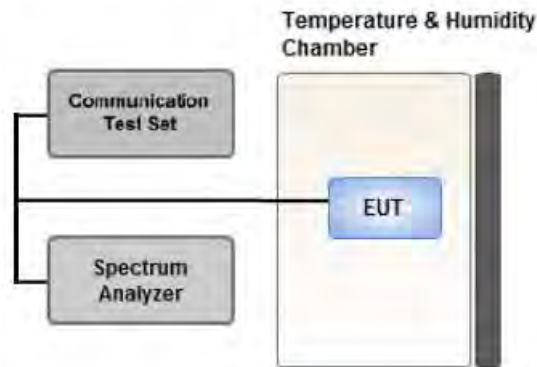 Temperature & Humidity
Chamber
Communication
Test Set
EUT
Spectrum
Analyzer